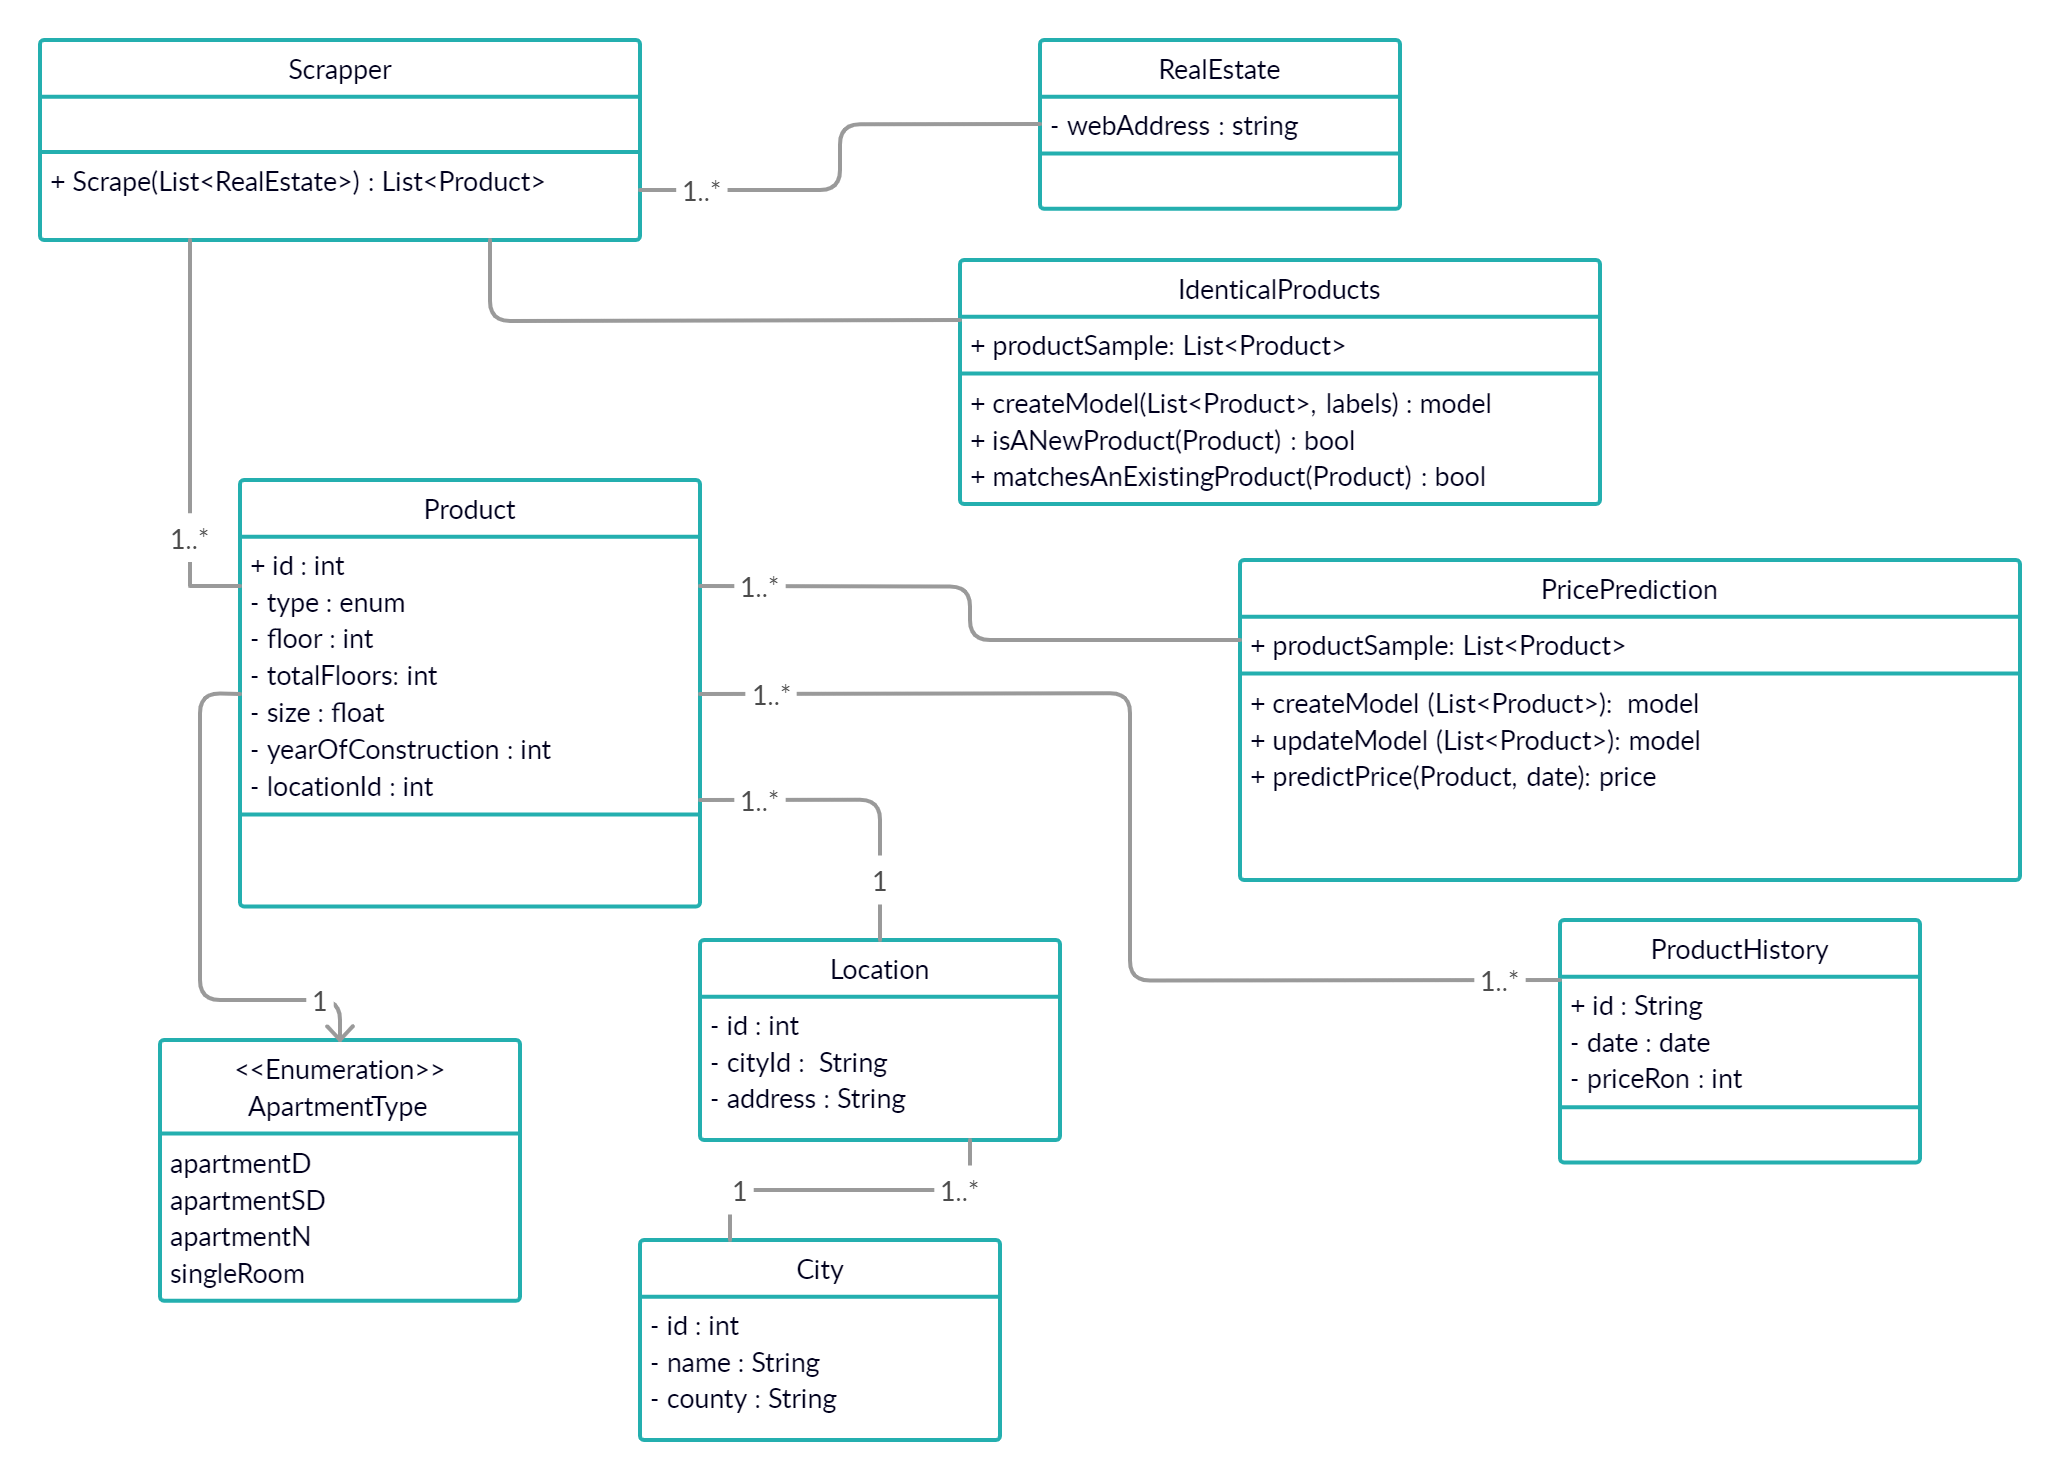 Scrapper
+ Scrape(List<RealEstate>) : List<Product>
1..*
RealEstate
- webAddress : string
IdenticalProducts
+ productSample: List<Product>
+ createModel(List<Product>, labels) : model
+ isANewProduct(Product) : bool
+ matchesAnExistingProduct(Product) : bool
1..*
Product
+ id : int
- type : enum
- floor : int
- totalFloors: int
- size : float
- yearOfConstruction : int
- locationId : int
1..*
1..*
1..*
1
PricePrediction
+ productSample: List<Product>
+ createModel (List<Product>):  model
+ updateModel (List<Product>): model
+ predictPrice(Product, date): price
1..*
ProductHistory
+ id : String
- date : date
- priceRon : int
1
<<Enumeration>>
ApartmentType
apartmentD
apartmentSD
apartmentN
singleRoom
Location
- id : int
- cityId :  String
- address : String
1
1..*
City
- id : int
- name : String
- county : String